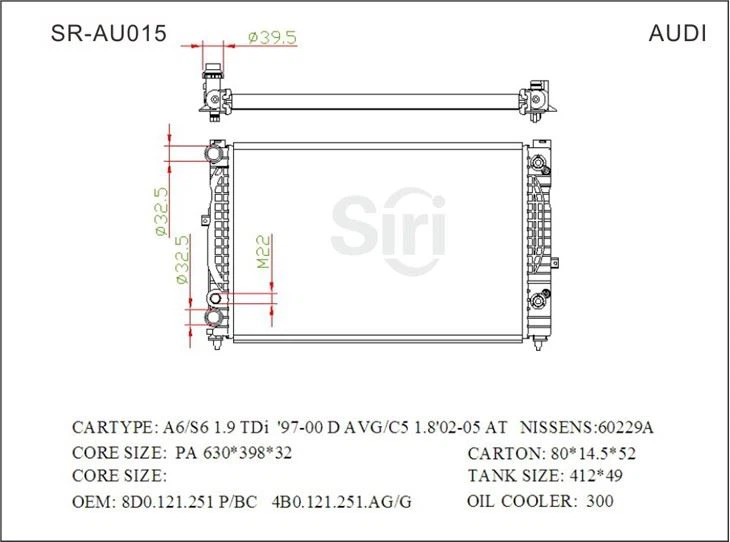 SR-AU015
AUDI
ø39.5
ø32.5
ø32.5
M22
Siri
CARTYPE: A6/S6 1.9 TDi '97-00 D AVG/C5 1.8'02-05 AT NISSENS:60229A
CORE SIZE: PA 630*398*32
CARTON: 80*14.5*52
CORE SIZE:
TANK SIZE: 412*49
OEM: 8D0.121.251 P/BC 4B0.121.251.AG/G
OIL COOLER: 300